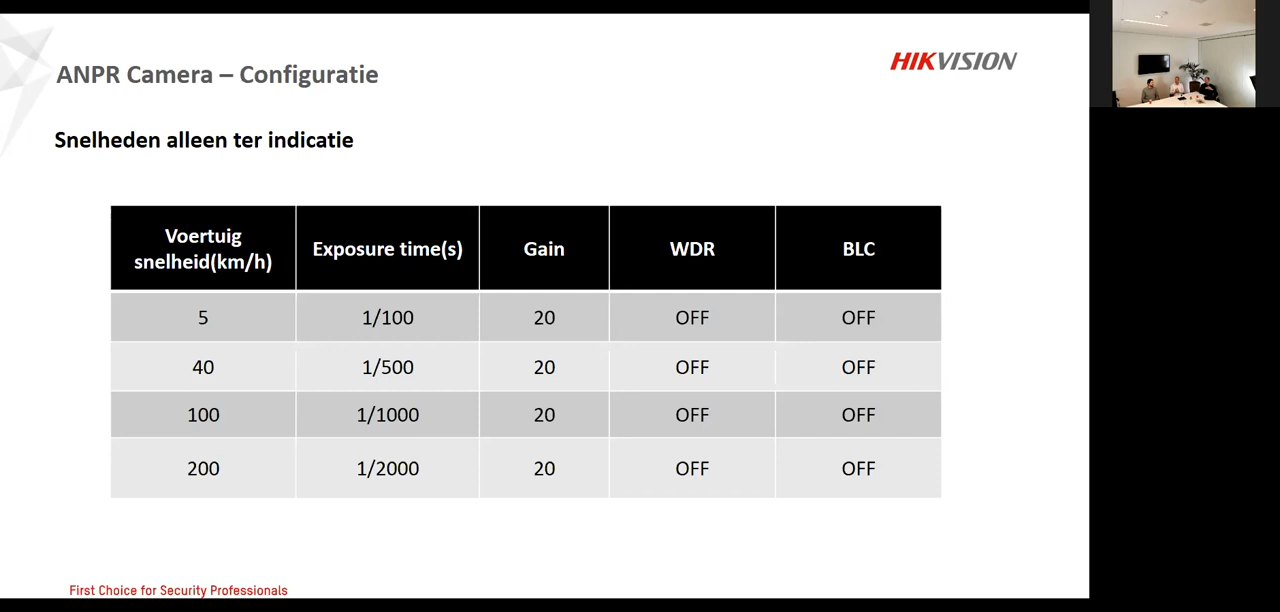 ANPR Camera – Configuratie
HIKVISION
Snelheden alleen ter indicatie
Voertuig
snelheid(km/h)
Exposure time(s)
Gain
WDR
BLC
5
1/100
20
OFF
OFF
40
1/500
20
OFF
OFF
100
1/1000
20
OFF
OFF
200
1/2000
20
OFF
OFF
First Choice for Security Professionals